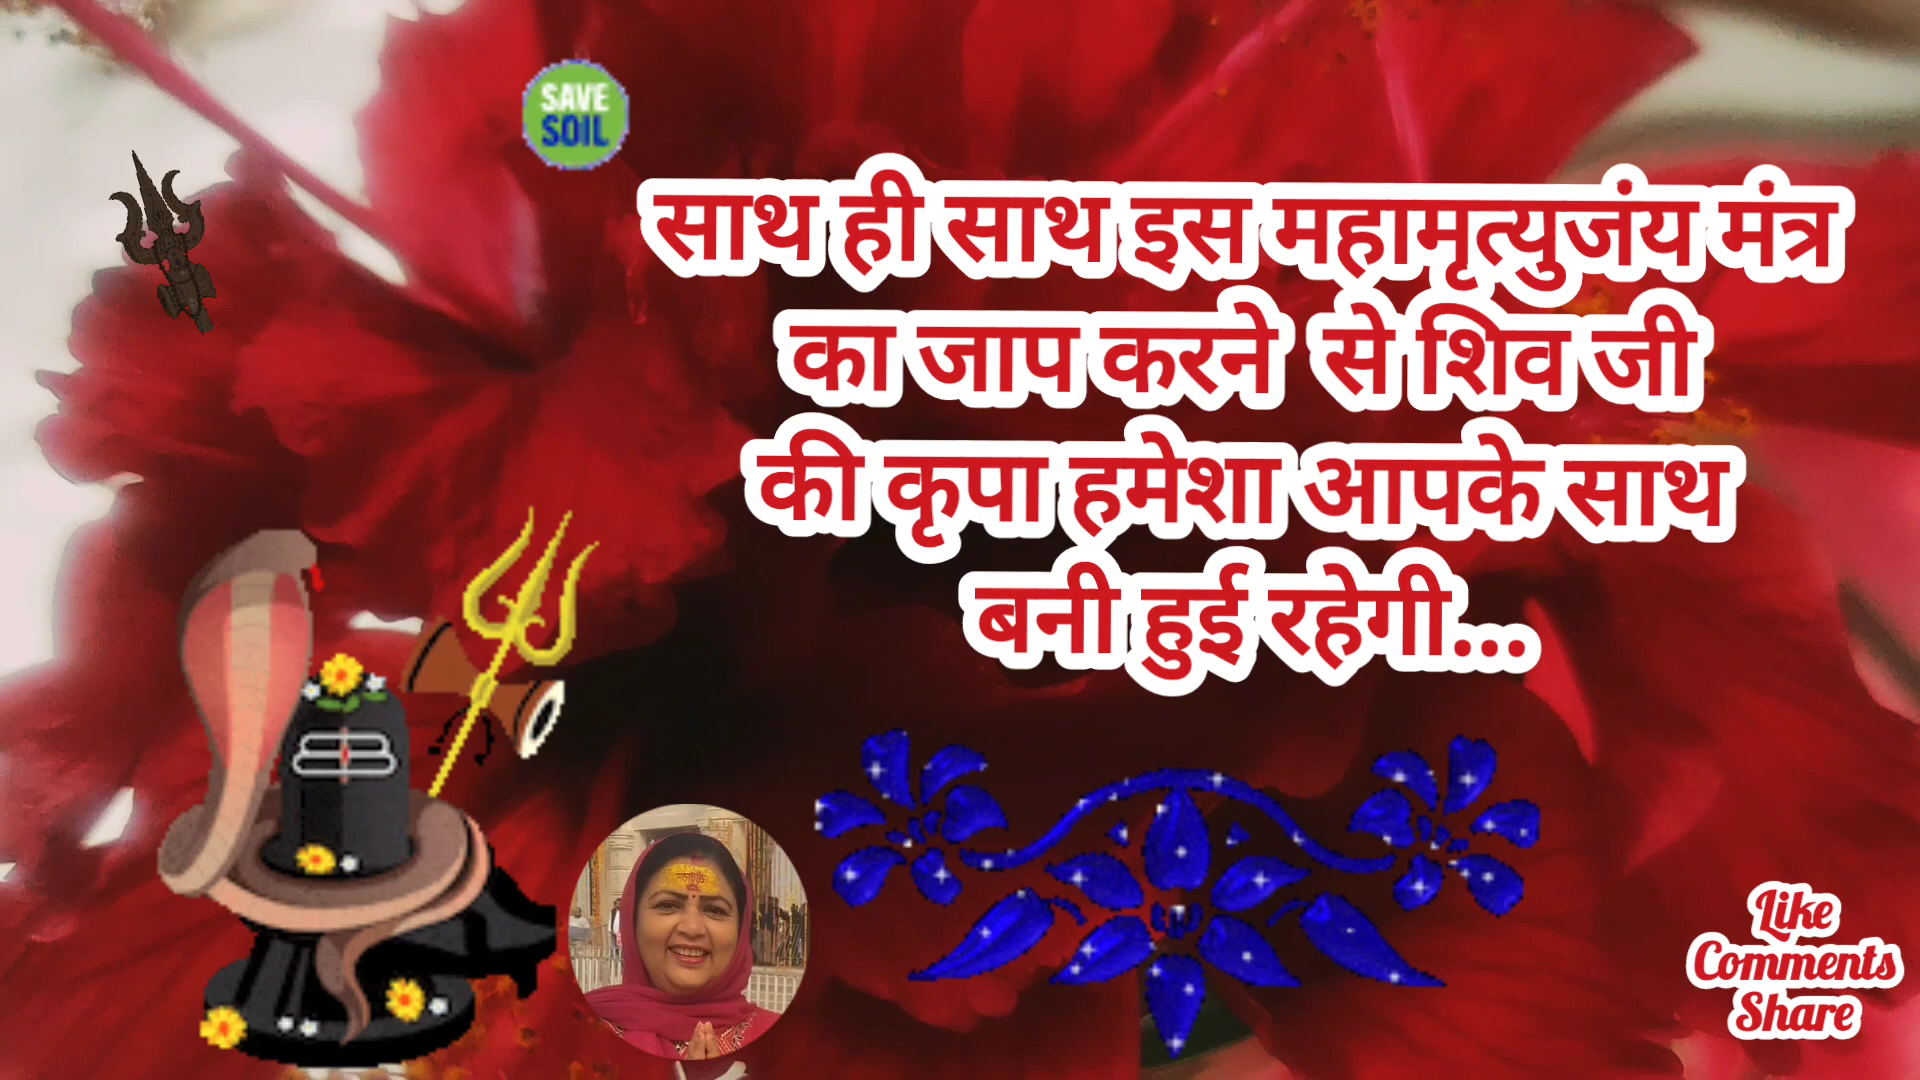 SAVE
SOIL
साथ ही साथ इस महामृत्युजंय मंत्र
का जाप करने से शिव जी
की कृपा हमेशा आपके साथ
बनी हुई रहेगी...
Like
Comments
Share